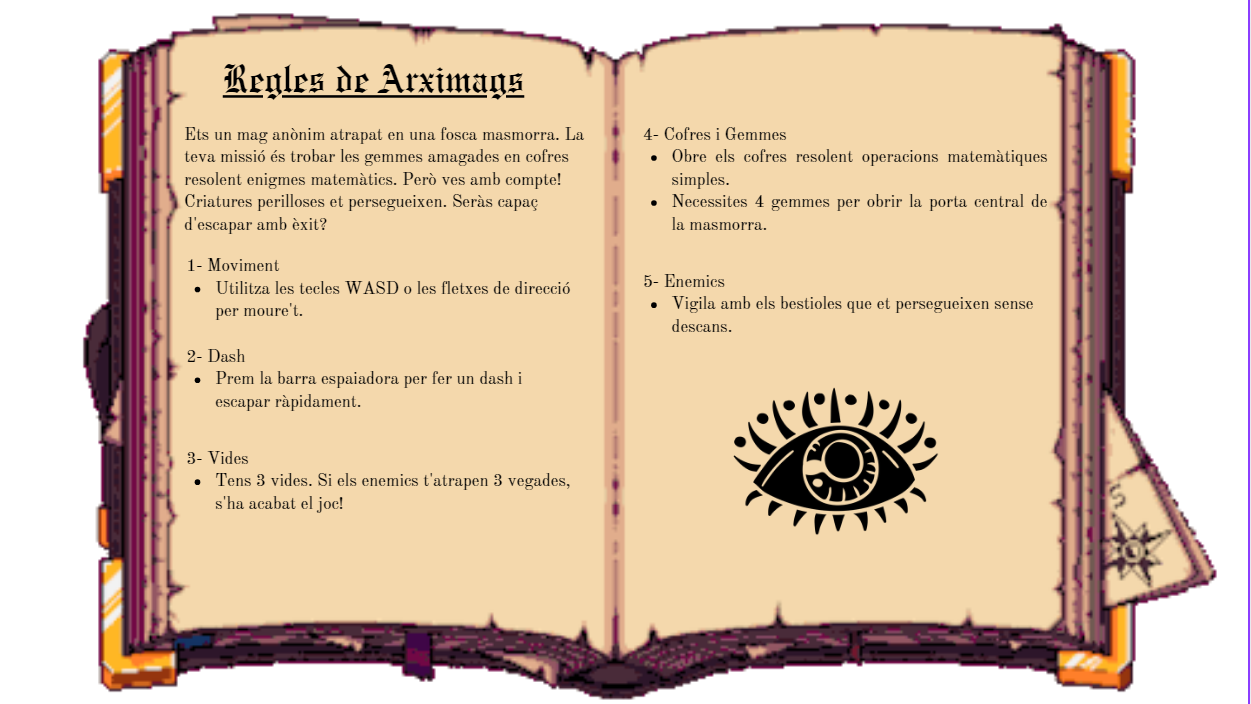 Regles de Arximags
Ets un mag anònim atrapat en una fosca masmorra. La
teva missió és trobar les gemmes amagades en cofres
resolent enigmes matemàtics. Però ves amb compte!
Criatures perilloses et persegueixen. Seràs capaç
d'escapar amb èxit?
1- Moviment
• Utilitza les tecles WASD o les fletxes de direcció
per moure't.
2- Dash
• Prem la barra espaiadora per fer un dash i
escapar ràpidament.
3- Vides
• Tens 3 vides. Si els enemics t'atrapen 3 vegades,
s'ha acabat el joc!
4- Cofres i Gemmes
• Obre els cofres resolent operacions matemàtiques
simples.
• Necessites 4 gemmes per obrir la porta central de
la masmorra.
5- Enemics
• Vigila amb els bestioles que et persegueixen sense
descans.